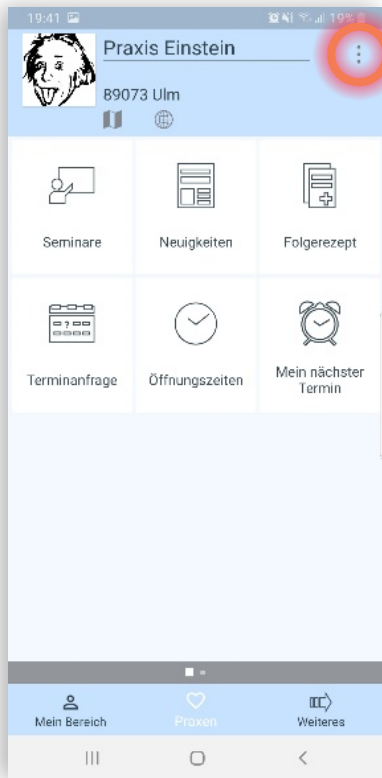 19:41 19%
Praxis Einstein
89073 Ulm
Seminare Neuigkeiten Folgerezept
Terminanfrage Öffnungszeiten Mein nächster
Termin
Mein Bereich Praxen Weiteres